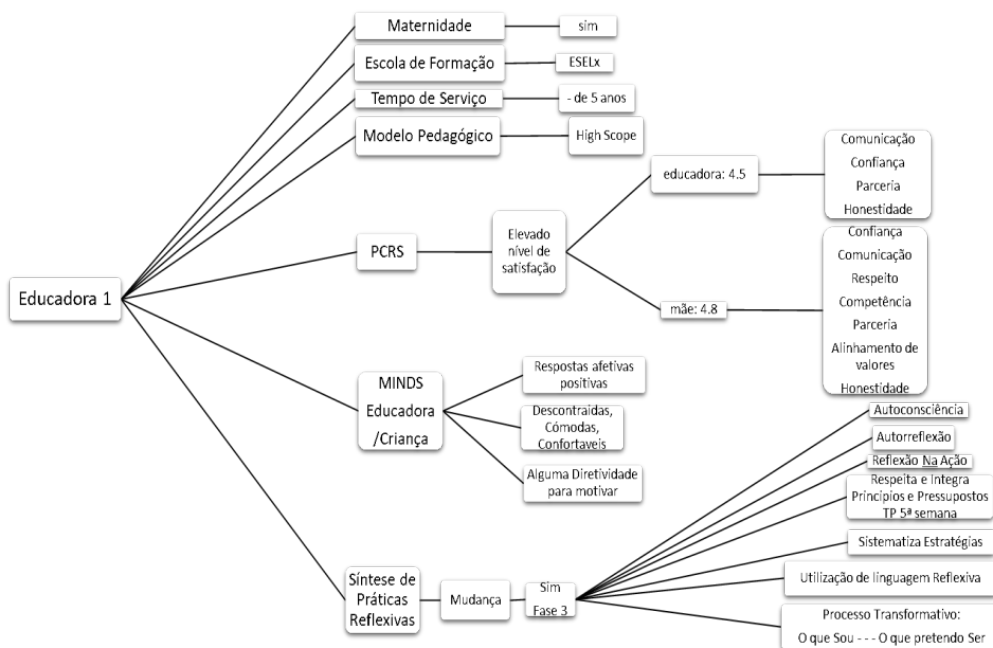 Maternidade
sim
Escola de Formação
ESELx
Tempo de Serviço
- de 5 anos
Modelo Pedagógico
High Scope
Educadora 1
PCRS
Elevado
nível de
satisfação
educadora: 4.5
Comunicação
Confiança
Parceria
Honestidade
mãe: 4.8
Confiança
Comunicação
Respeito
Competência
Parceria
Alinhamento de
valores
Honestidade
MINDS
Educadora
/Criança
Respostas afetivas
positivas
Descontraidas,
Cómodas,
Confortaveis
Alguma Diretividade
para motivar
Síntese de
Práticas
Reflexivas
Mudança
Sim
Fase 3
Autoconsciência
Autorreflexão
Reflexão Na Ação
Respeita e Integra
Principios e Pressupostos
TP 5ª semana
Sistematiza Estratégias
Utilização de linguagem Reflexiva
Processo Transformativo:
O que Sou - - - O que pretendo Ser